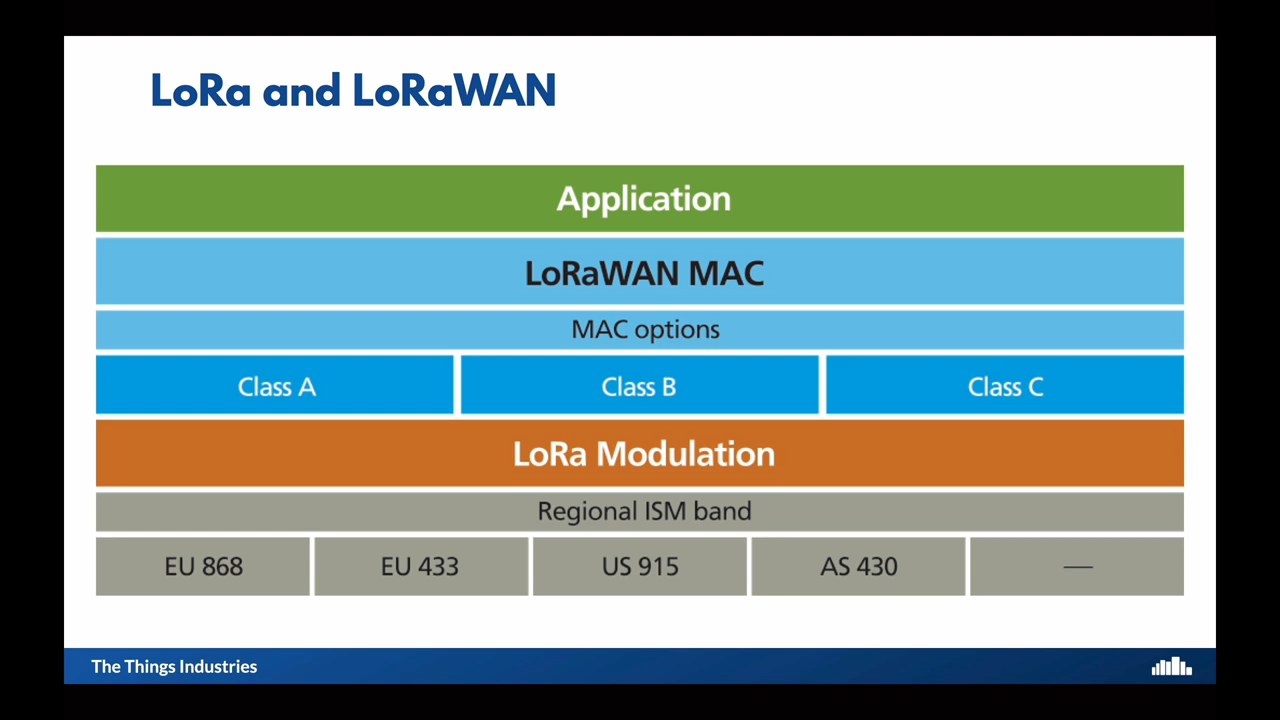 LoRa and LoRaWAN
Application
LoRaWAN MAC
MAC options
Class A
Class B
Class C
LoRa Modulation
Regional ISM band
EU 868
EU 433
US 915
AS 430
—
The Things Industries